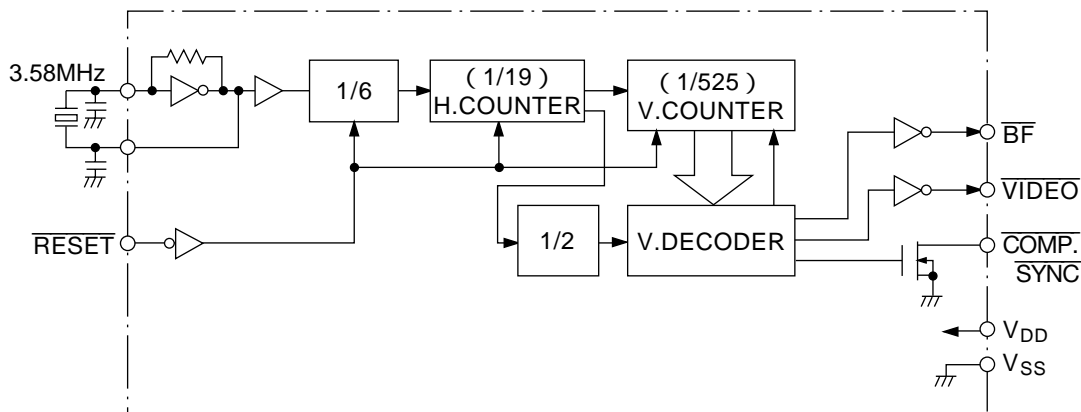 3.58MHz
1/6
(1/19)
H.COUNTER
(1/525)
V.COUNTER
BF
VIDEO
RESET
1/2
V.DECODER
COMP.
SYNC
VDD
VSS